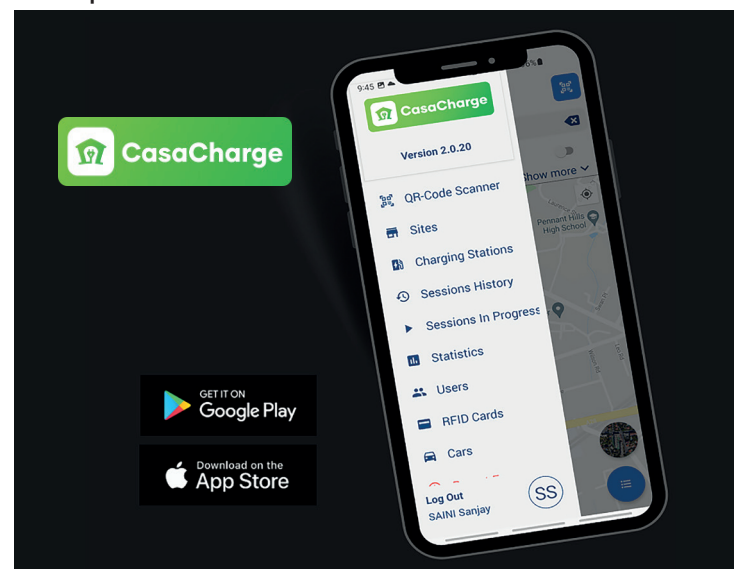 CasaCharge
GET IT ON
Google Play
Download on the
App Store
9:45
CasaCharge
Version 2.0.20
QR-Code Scanner
Sites
Charging Stations
Sessions History
Sessions In Progress
Statistics
Users
RFID Cards
Cars
Log Out
SAINI Sanjay
SS
Show more
Pennant Hills
High School